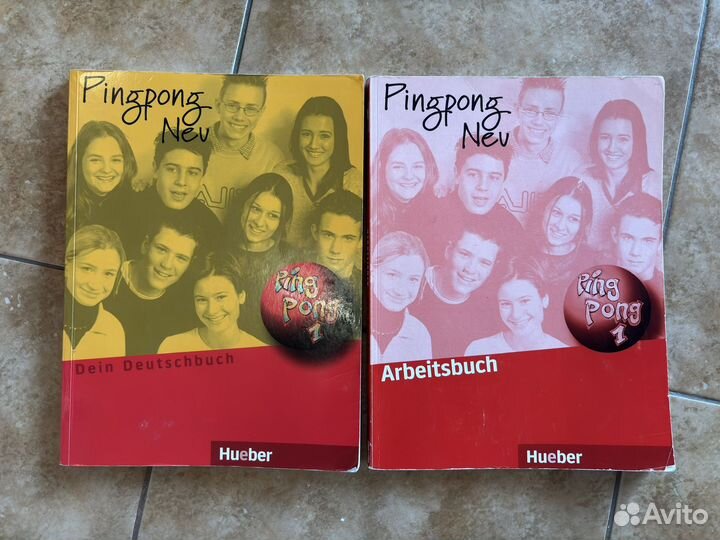 Pingpong
Neu
Ping
Pong
1
Dein Deutschbuch
Hueber
Pingpong
Neu
Ping
Pong
1
Arbeitsbuch
Hueber
Avito